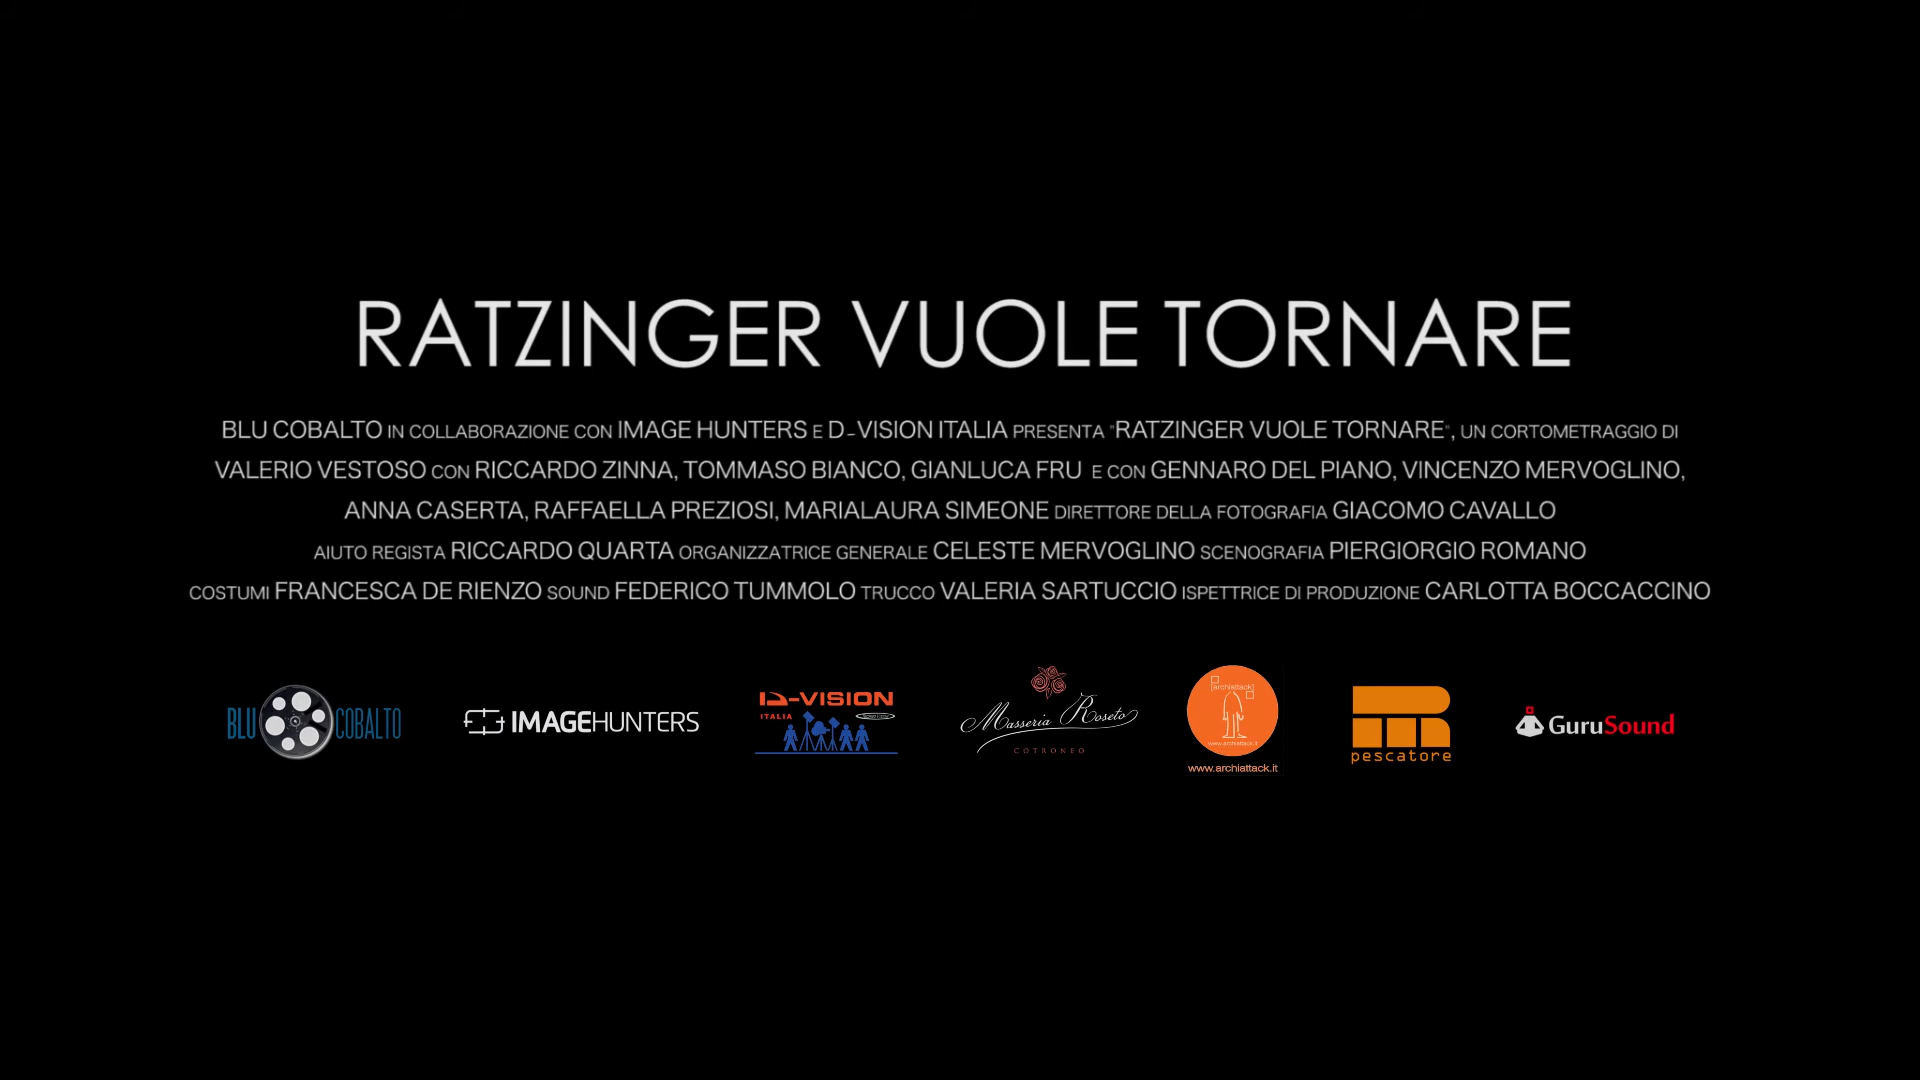 RATZINGER VUOLE TORNARE
BLU COBALTO IN COLLABORAZIONE CON IMAGE HUNTERS E D-VISION ITALIA PRESENTA "RATZINGER VUOLE TORNARE", UN CORTOMETRAGGIO DI
VALERIO VESTOSO CON RICCARDO ZINNA, TOMMASO BIANCO, GIANLUCA FRU E CON GENNARO DEL PIANO, VINCENZO MERVOGLINO,
ANNA CASERTA, RAFFAELLA PREZIOSI, MARIALAURA SIMEONE DIRETTORE DELLA FOTOGRAFIA GIACOMO CAVALLO
AIUTO REGISTA RICCARDO QUARTA ORGANIZZATRICE GENERALE CELESTE MERVOGLINO SCENOGRAFIA PIERGIORGIO ROMANO
COSTUMI FRANCESCA DE RIENZO SOUND FEDERICO TUMMOLO TRUCCO VALERIA SARTUCCIO ISPETTRICE DI PRODUZIONE CARLOTTA BOCCACCINO
BLU COBALTO
IMAGEHUNTERS
D-VISION
ITALIA
Masseria Roseto
COTRONEO
[archiattack]
www.archiattack.it
www.archiattack.it
pescatore
GuruSound